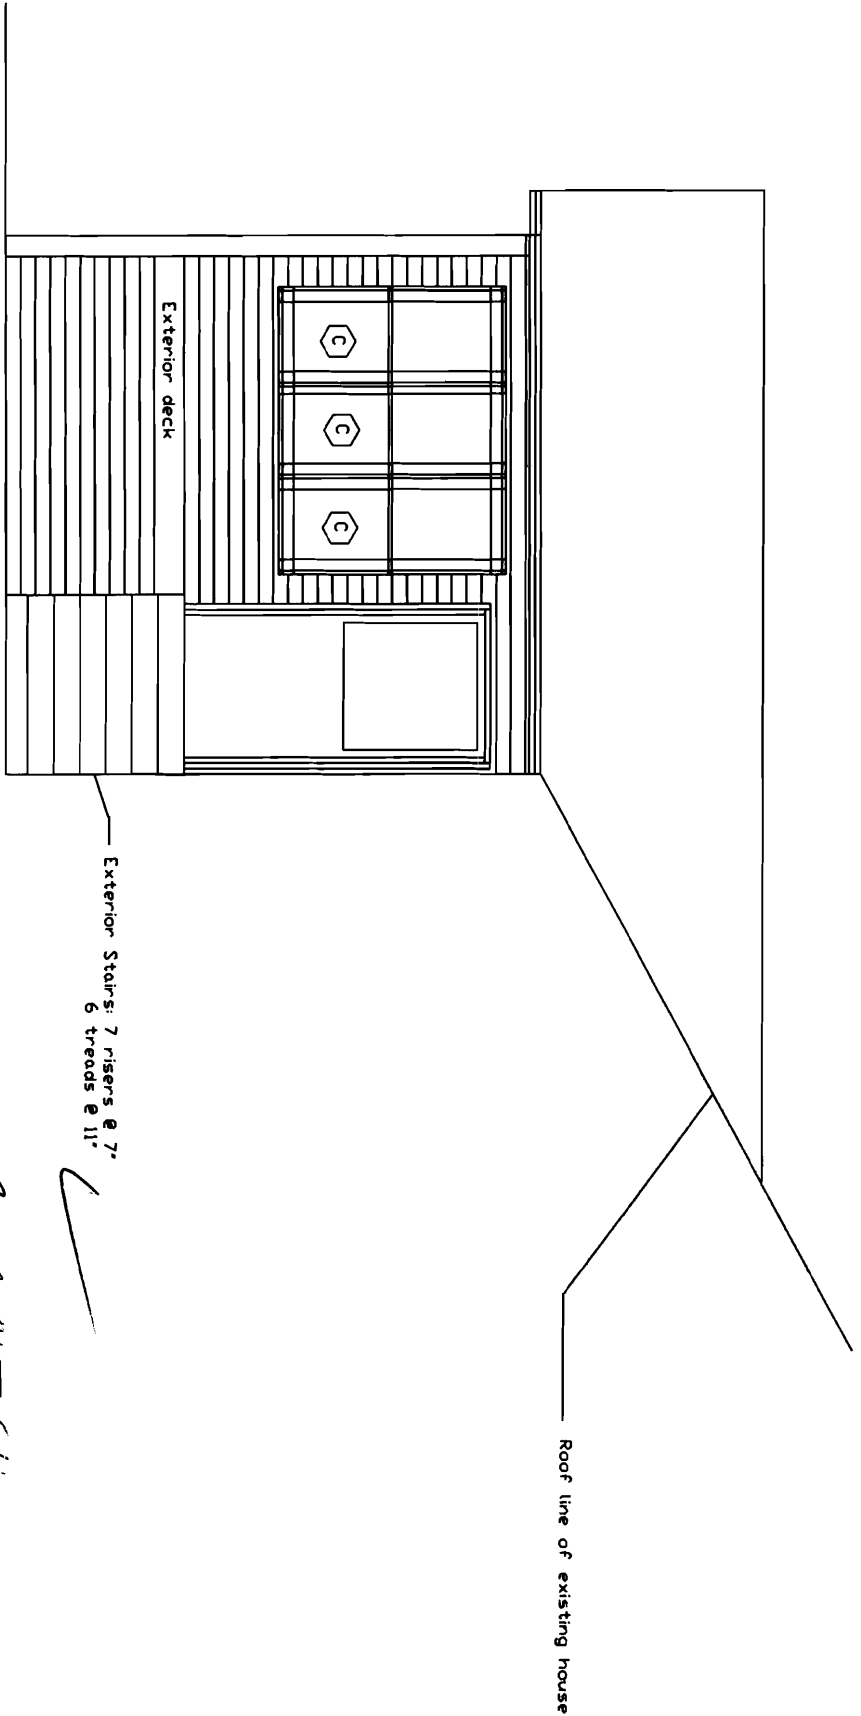 Roof line of existing house
C
C
C
Exterior deck
Exterior Stairs: 7 risers @ 7"
6 treads @ 11"